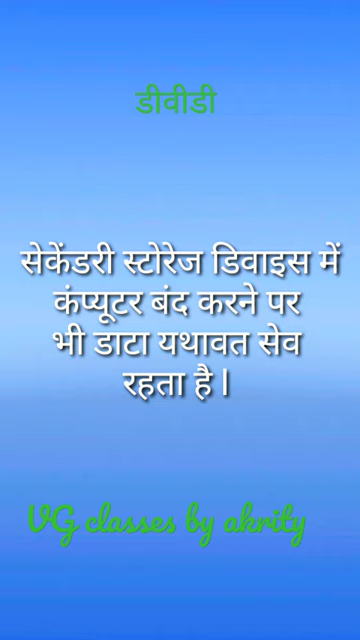 डीवीडी
सेकेंडरी स्टोरेज डिवाइस में
कंप्यूटर बंद करने पर
भी डाटा यथावत सेव
रहता है l
VG classes by akrity